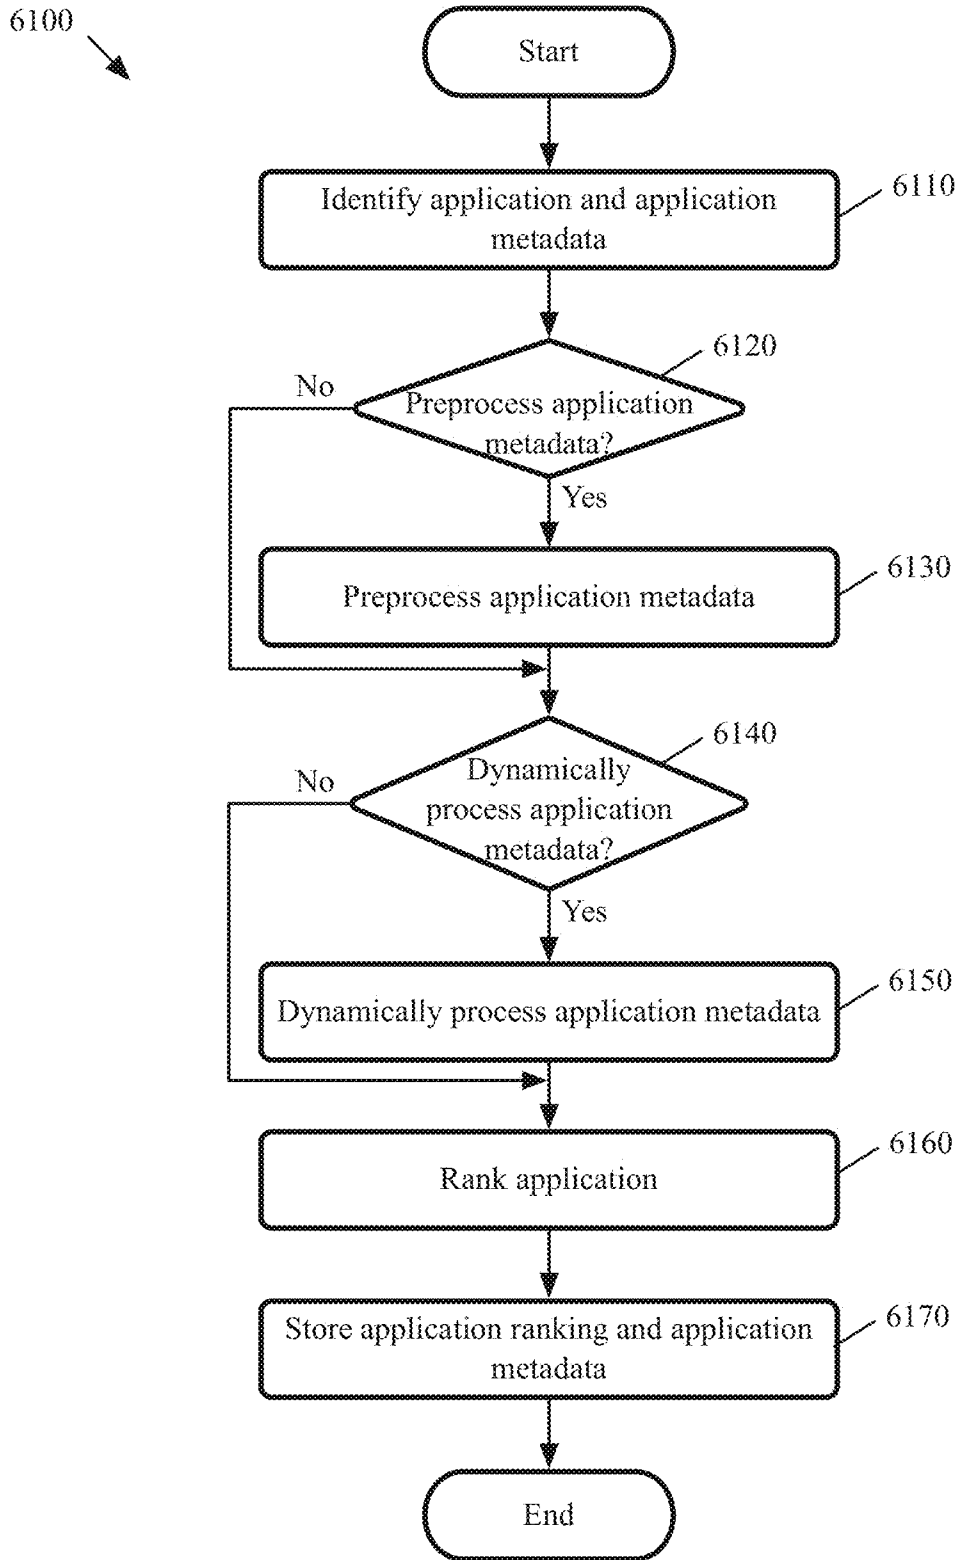 6100
Start
Identify application and application
metadata
6110
6120
No
Preprocess application
metadata?
Yes
Preprocess application metadata
6130
6140
No
Dynamically
process application
metadata?
Yes
Dynamically process application metadata
6150
Rank application
6160
Store application ranking and application
metadata
6170
End